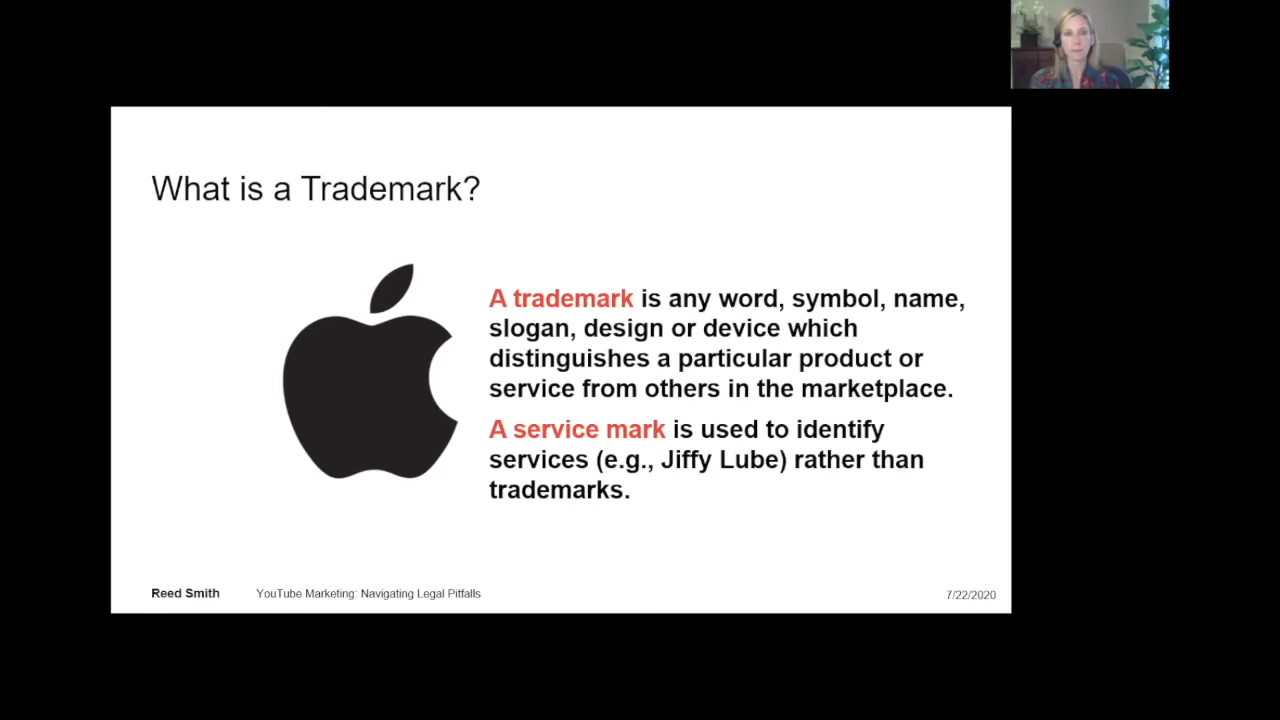 What is a Trademark?
A trademark is any word, symbol, name,
slogan, design or device which
distinguishes a particular product or
service from others in the marketplace.
A service mark is used to identify
services (e.g., Jiffy Lube) rather than
trademarks.
Reed Smith YouTube Marketing: Navigating Legal Pitfalls 7/22/2020